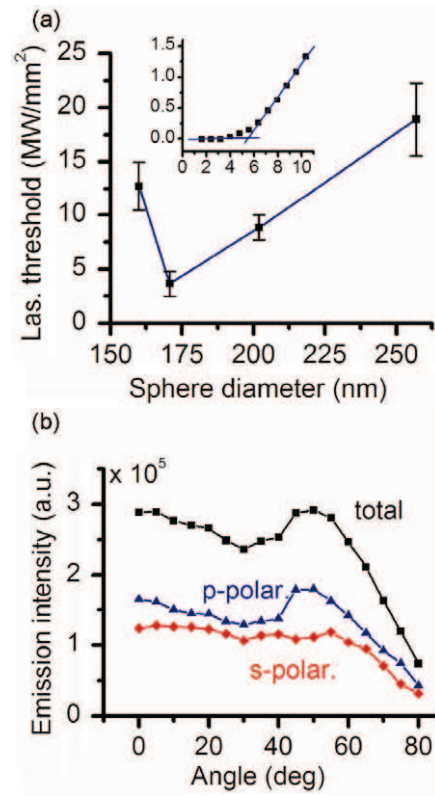 (a)
Las. threshold (MW/mm²)
25
20
15
10
5
0
1.5
1.0
0.5
0.0
0 2 4 6 8 10
150 175 200 225 250
Sphere diameter (nm)
(b)
x 10⁵
Emission intensity (a.u.)
3
2
1
0
total
p-polar.
s-polar.
0 20 40 60 80
Angle (deg)